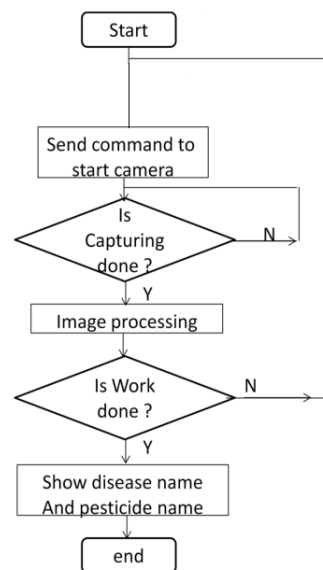 Start
Send command to
start camera
Is
Capturing
done ?
N
Y
Image processing
Is Work
done ?
N
Y
Show disease name
And pesticide name
end